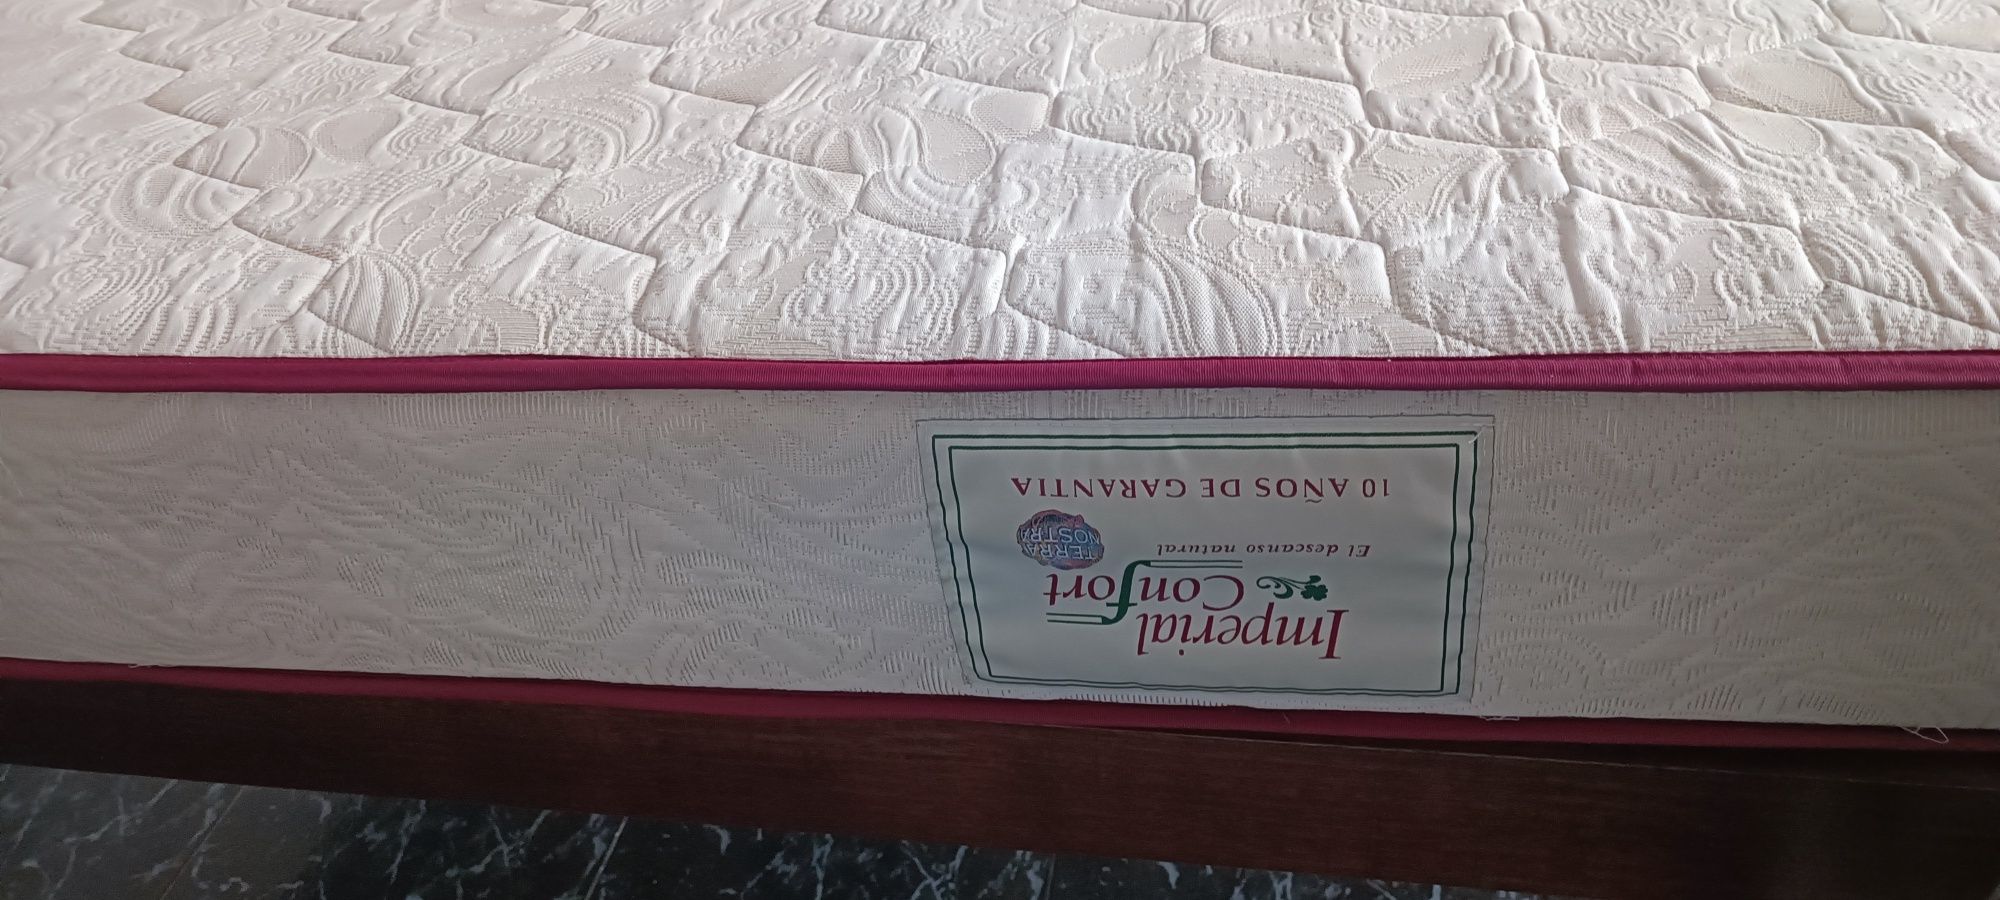 Imperial
Confort
El descanso natural
TERRA
NOSTRA
10 AÑOS DE GARANTIA